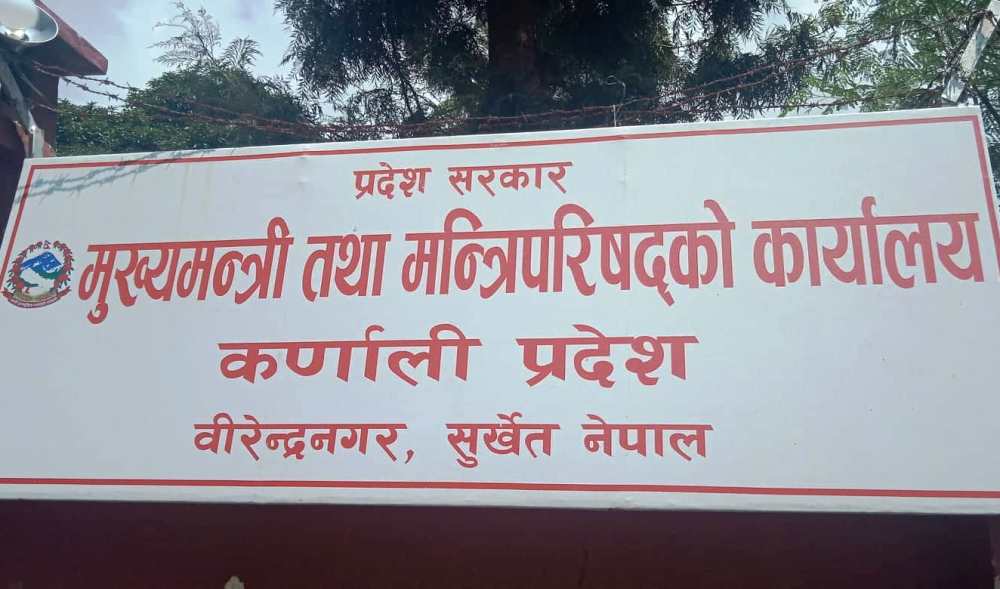 प्रदेश सरकार
मुख्यमन्त्री तथा मन्त्रिपरिषद्को कार्यालय
कर्णाली प्रदेश
वीरेन्द्रनगर, सुर्खेत नेपाल